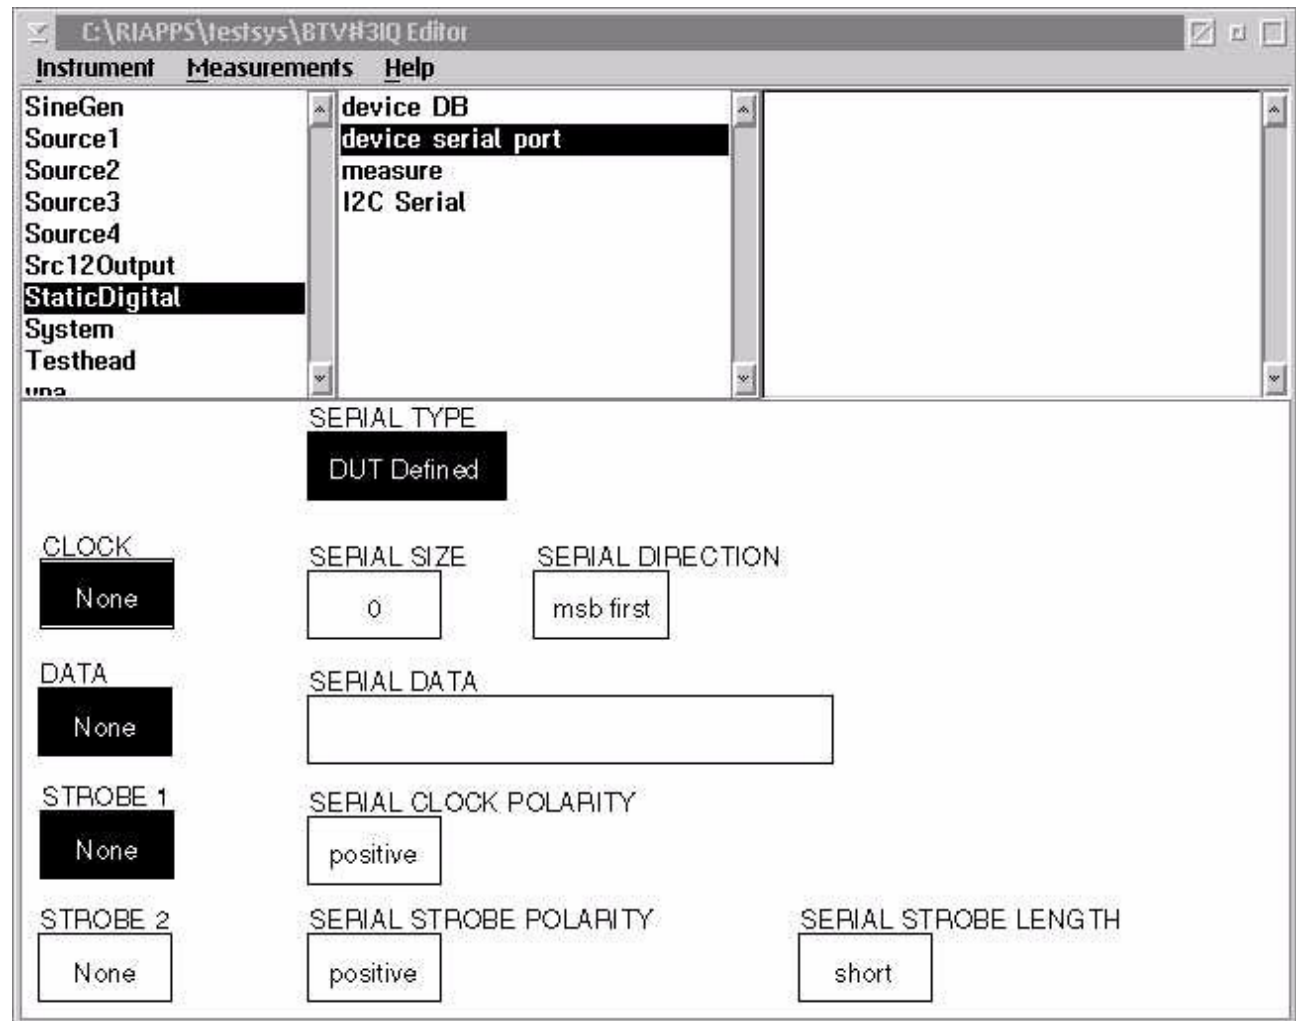 C:\RIAPPS\testsys\BTV#3IQ Editor
Instrument Measurements Help
SineGen
Source1
Source2
Source3
Source4
Src12Output
StaticDigital
System
Testhead
vna
device DB
device serial port
measure
I2C Serial
SERIAL TYPE
DUT Defined
CLOCK
None
SERIAL SIZE
0
SERIAL DIRECTION
msb first
DATA
None
SERIAL DATA
STROBE 1
None
SERIAL CLOCK POLARITY
positive
STROBE 2
None
SERIAL STROBE POLARITY
positive
SERIAL STROBE LENGTH
short